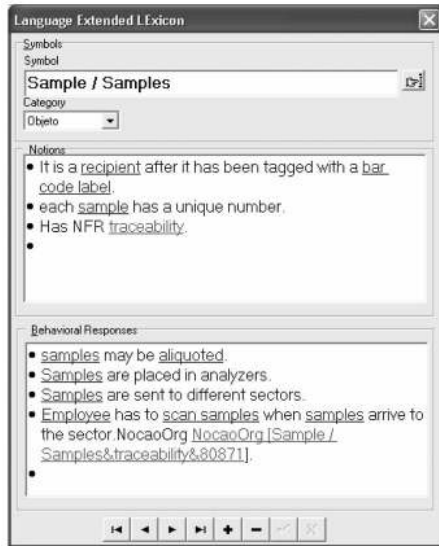 Language Extended LExicon
Symbols
Symbol
Sample / Samples
Category
Objeto
Notions
• It is a recipient after it has been tagged with a bar
code label.
• each sample has a unique number.
• Has NFR traceability.
•
Behavioral Responses
• samples may be aliquoted.
• Samples are placed in analyzers.
• Samples are sent to different sectors.
• Employee has to scan samples when samples arrive to
the sector.NocaoOrg NocaoOrg [Sample /
Samples&traceability&80871].
•